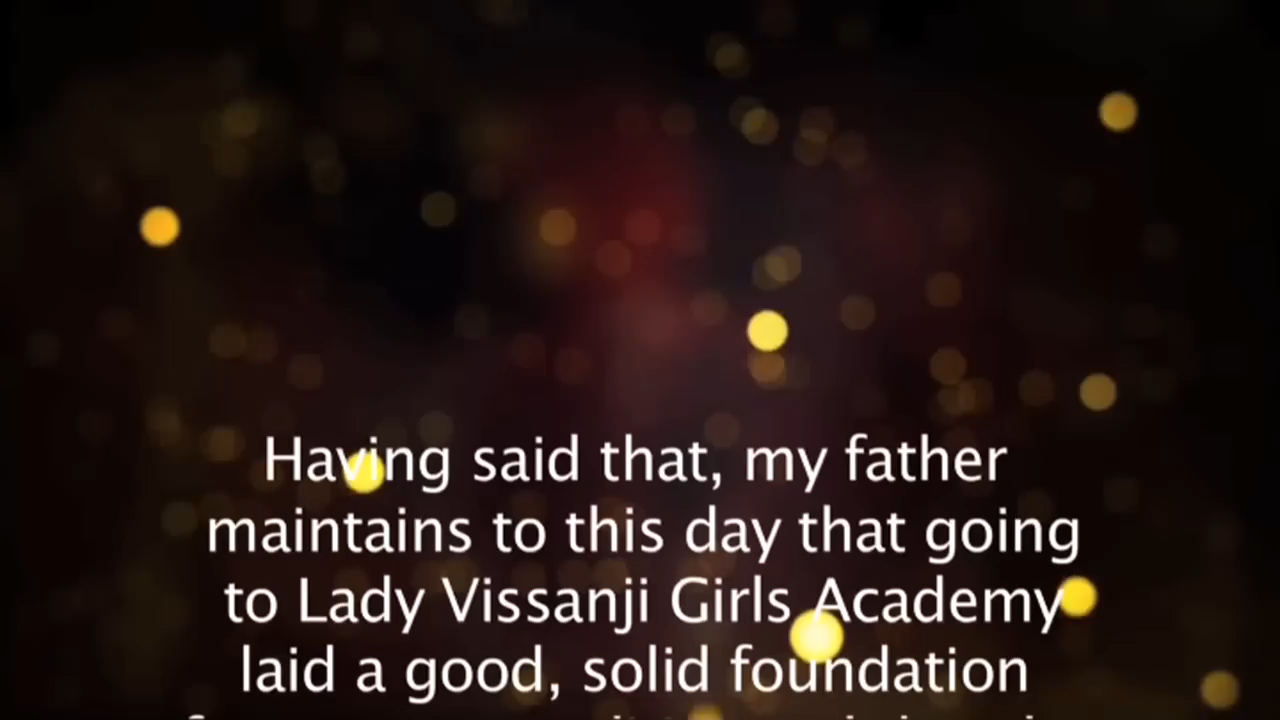 Having said that, my father
maintains to this day that going
to Lady Vissanji Girls Academy
laid a good, solid foundation